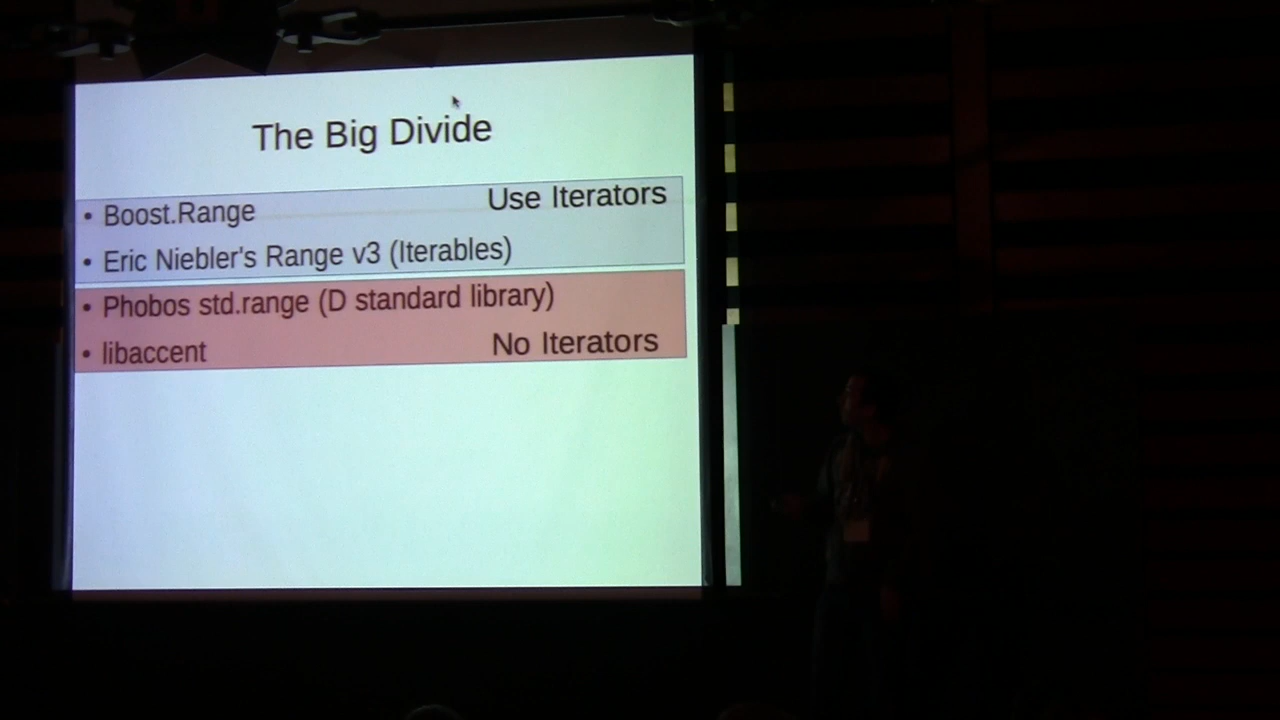 The Big Divide
• Boost.Range
Use Iterators
• Eric Niebler's Range v3 (Iterables)
• Phobos std.range (D standard library)
• libaccent
No Iterators